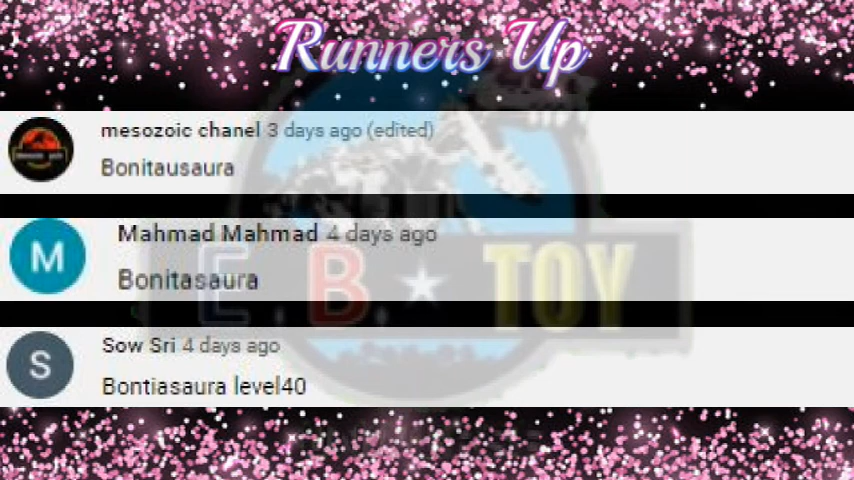 Runners Up
mesozoic chanel 3 days ago (edited)
Bonitausaura
M
Mahmad Mahmad 4 days ago
Bonitasaura
E.B.★TOY
S
Sow Sri 4 days ago
Bontiasaura level40